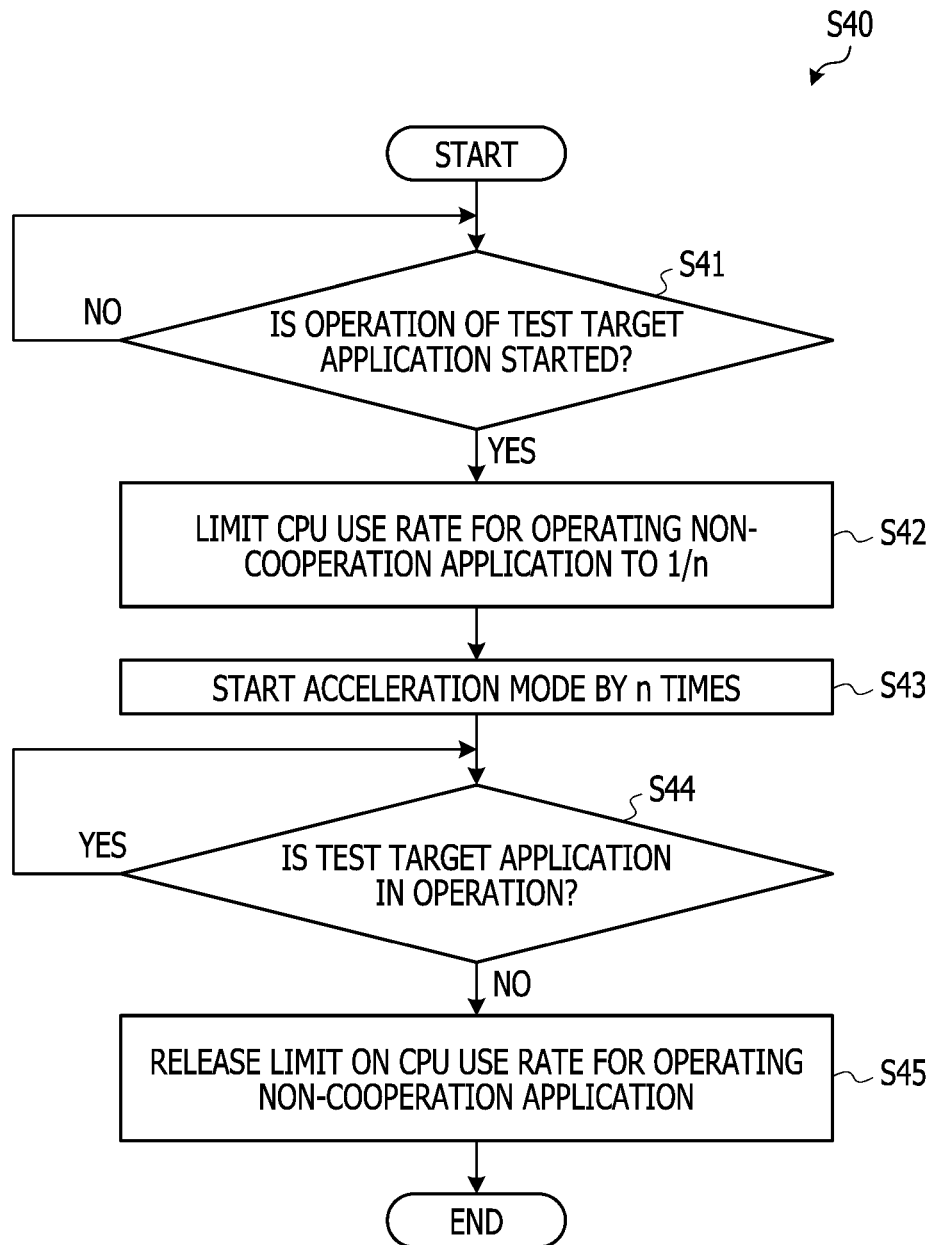 S40
START
S41
NO
IS OPERATION OF TEST TARGET
APPLICATION STARTED?
YES
LIMIT CPU USE RATE FOR OPERATING NON-
COOPERATION APPLICATION TO 1/n
S42
START ACCELERATION MODE BY n TIMES
S43
S44
YES
IS TEST TARGET APPLICATION
IN OPERATION?
NO
RELEASE LIMIT ON CPU USE RATE FOR OPERATING
NON-COOPERATION APPLICATION
S45
END